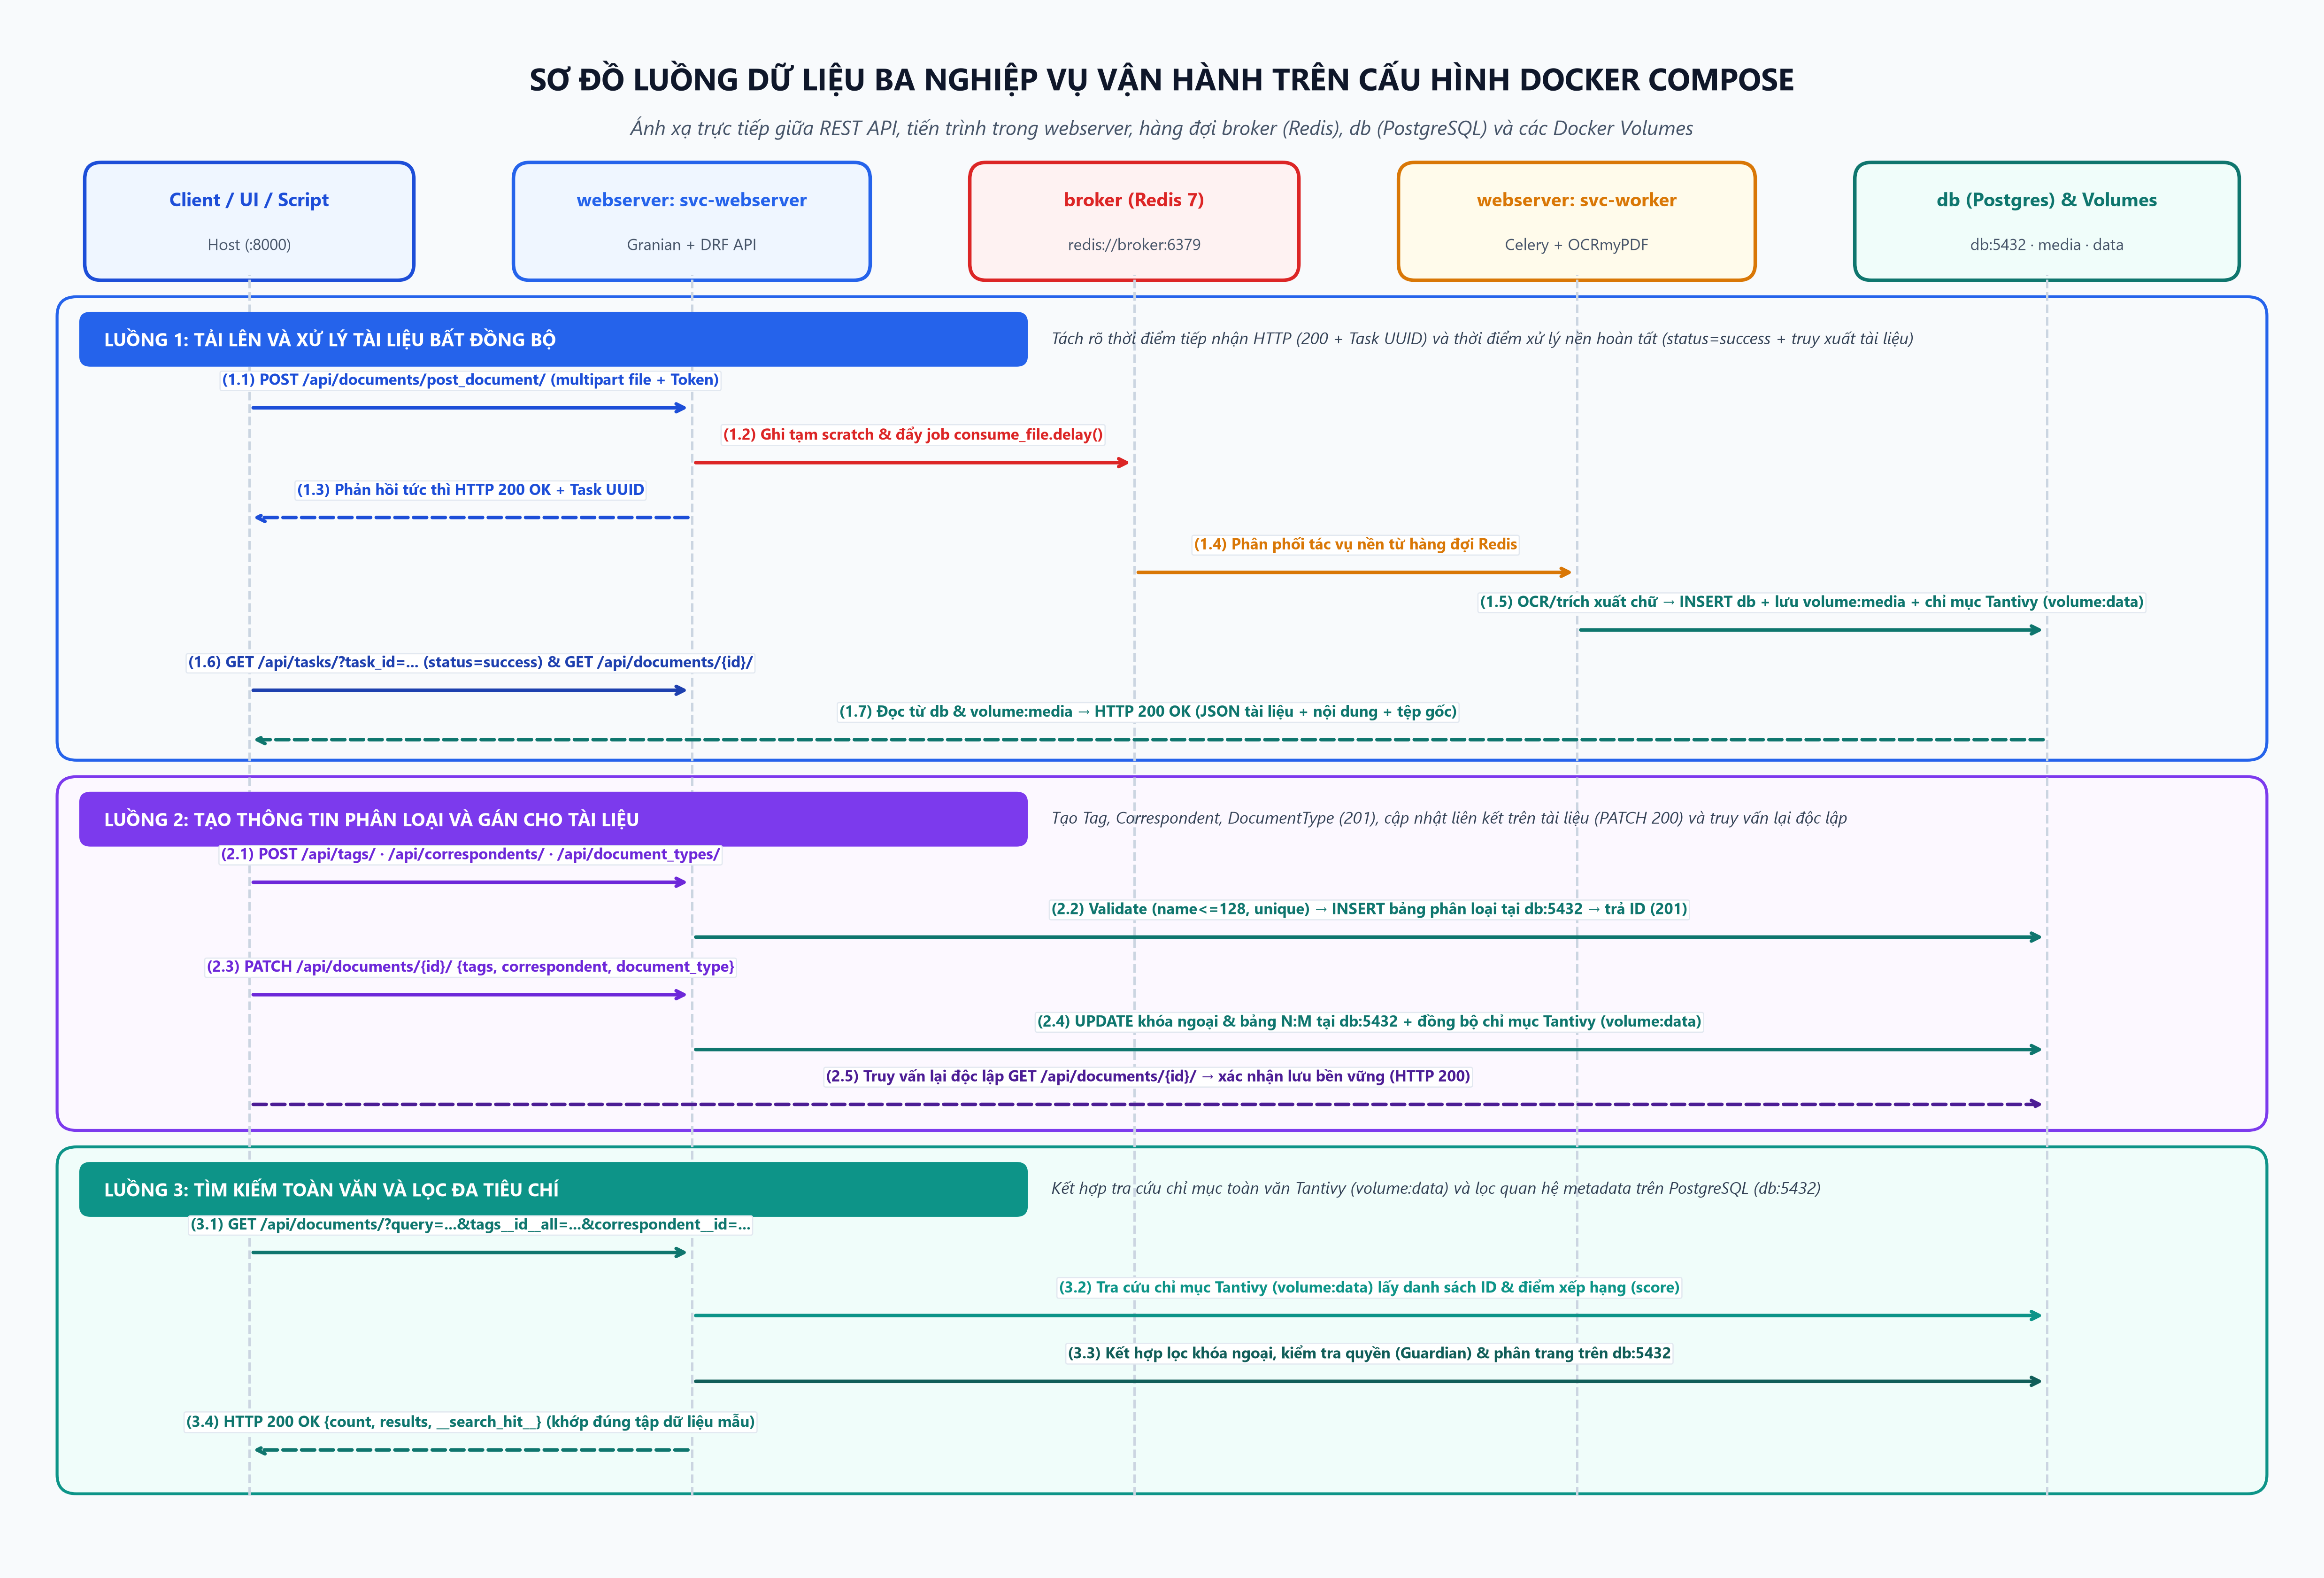 SƠ ĐỒ LUỒNG DỮ LIỆU BA NGHIỆP VỤ VẬN HÀNH TRÊN CẤU HÌNH DOCKER COMPOSE
Ánh xạ trực tiếp giữa REST API, tiến trình trong webserver, hàng đợi broker (Redis), db (PostgreSQL) và các Docker Volumes
Client / UI / Script
Host (:8000)
webserver: svc-webserver
Granian + DRF API
broker (Redis 7)
redis://broker:6379
webserver: svc-worker
Celery + OCRmyPDF
db (Postgres) & Volumes
db:5432 · media · data
LUỒNG 1: TẢI LÊN VÀ XỬ LÝ TÀI LIỆU BẤT ĐỒNG BỘ
Tách rõ thời điểm tiếp nhận HTTP (200 + Task UUID) và thời điểm xử lý nền hoàn tất (status=success + truy xuất tài liệu)
(1.1) POST /api/documents/post_document/ (multipart file + Token)
(1.2) Ghi tạm scratch & đẩy job consume_file.delay()
(1.3) Phản hồi tức thì HTTP 200 OK + Task UUID
(1.4) Phân phối tác vụ nền từ hàng đợi Redis
(1.5) OCR/trích xuất chữ → INSERT db + lưu volume:media + chỉ mục Tantivy (volume:data)
(1.6) GET /api/tasks/?task_id=... (status=success) & GET /api/documents/{id}/
(1.7) Đọc từ db & volume:media → HTTP 200 OK (JSON tài liệu + nội dung + tệp gốc)
LUỒNG 2: TẠO THÔNG TIN PHÂN LOẠI VÀ GÁN CHO TÀI LIỆU
Tạo Tag, Correspondent, DocumentType (201), cập nhật liên kết trên tài liệu (PATCH 200) và truy vấn lại độc lập
(2.1) POST /api/tags/ · /api/correspondents/ · /api/document_types/
(2.2) Validate (name<=128, unique) → INSERT bảng phân loại tại db:5432 → trả ID (201)
(2.3) PATCH /api/documents/{id}/ {tags, correspondent, document_type}
(2.4) UPDATE khóa ngoại & bảng N:M tại db:5432 + đồng bộ chỉ mục Tantivy (volume:data)
(2.5) Truy vấn lại độc lập GET /api/documents/{id}/ → xác nhận lưu bền vững (HTTP 200)
LUỒNG 3: TÌM KIẾM TOÀN VĂN VÀ LỌC ĐA TIÊU CHÍ
Kết hợp tra cứu chỉ mục toàn văn Tantivy (volume:data) và lọc quan hệ metadata trên PostgreSQL (db:5432)
(3.1) GET /api/documents/?query=...&tags__id__all=...&correspondent__id=...
(3.2) Tra cứu chỉ mục Tantivy (volume:data) lấy danh sách ID & điểm xếp hạng (score)
(3.3) Kết hợp lọc khóa ngoại, kiểm tra quyền (Guardian) & phân trang trên db:5432
(3.4) HTTP 200 OK {count, results, __search_hit__} (khớp đúng tập dữ liệu mẫu)